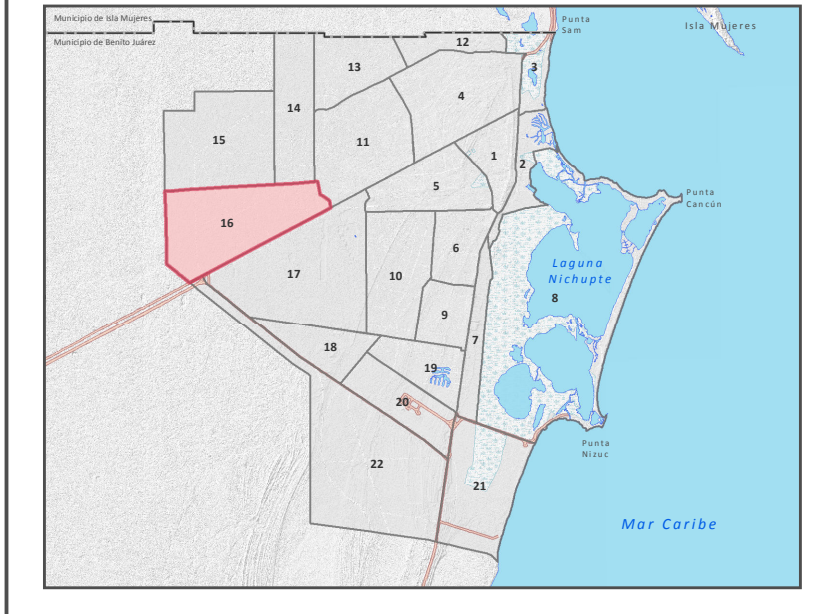 Municipio de Isla Mujeres
Municipio de Benito Juárez
Punta
Sam
Isla Mujeres
12
13
3
4
14
15
11
1
2
5
Punta
Cancún
16
6
17
10
Laguna
Nichupte
8
9
7
18
19
20
Punta
Nizuc
22
21
Mar Caribe